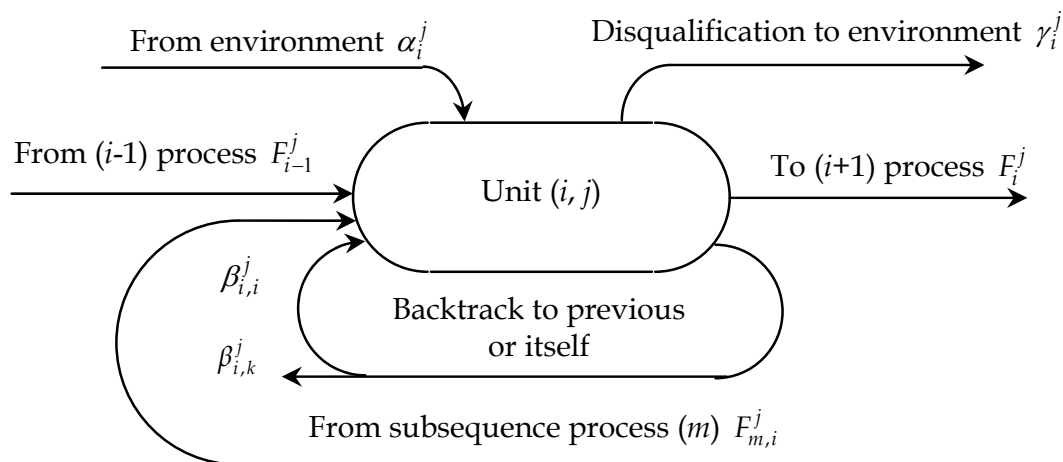 From environment α_i^j
Disqualification to environment γ_i^j
From (i-1) process F_{i−1}^j
Unit (i, j)
To (i+1) process F_i^j
β_{i,i}^j
Backtrack to previous
or itself
β_{i,k}^j
From subsequence process (m) F_{m,i}^j